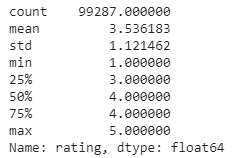 count    99287.000000
mean         3.536183
std          1.121462
min          1.000000
25%          3.000000
50%          4.000000
75%          4.000000
max          5.000000
Name: rating, dtype: float64